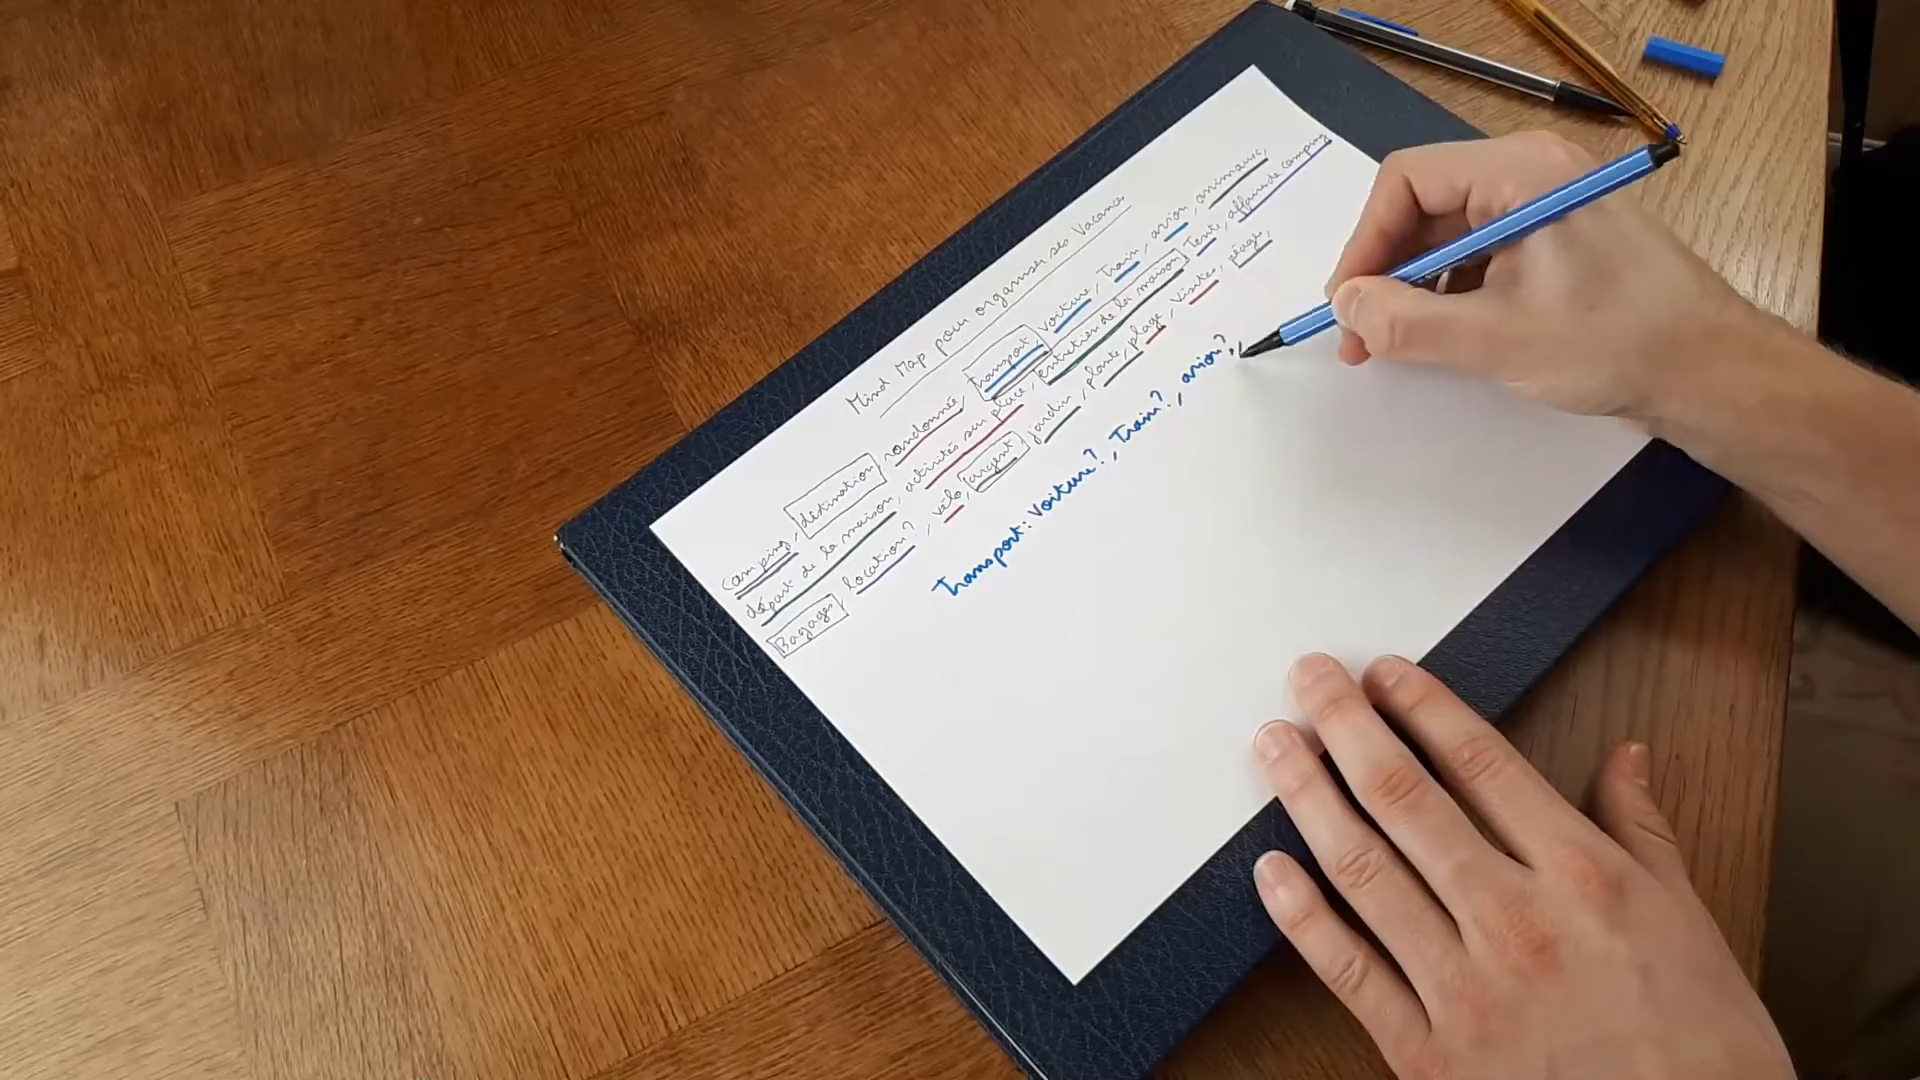 Mind Map pour organiser ses Vacances
Camping, déstination, randonnée, Transport, voiture, Train, avion, animaux,
départ de la maison, activités sur place, entretien de la maison, Tente, affaire de camping
Bagages, location?, vélo, argent, jardin, plante, plage, visites, péage,
Transport: Voiture?, Train?, avion?,